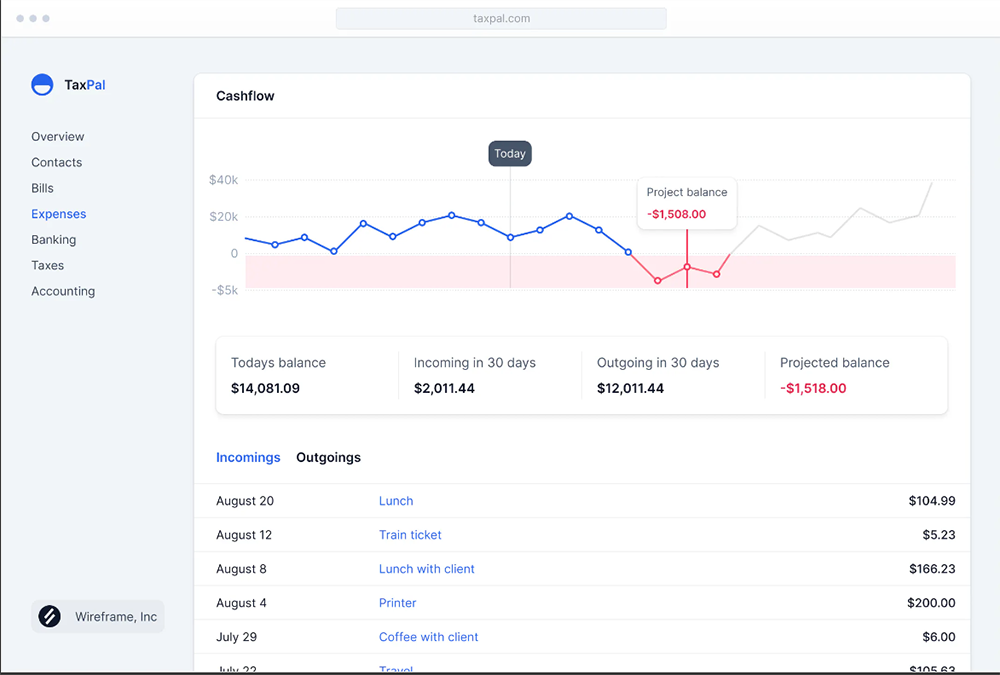 taxpal.com
TaxPal
Overview
Contacts
Bills
Expenses
Banking
Taxes
Accounting
Wireframe, Inc
Cashflow
Today
$40k
$20k
0
-$5k
Project balance
-$1,508.00
Todays balance
$14,081.09
Incoming in 30 days
$2,011.44
Outgoing in 30 days
$12,011.44
Projected balance
-$1,518.00
Incomings Outgoings
August 20 Lunch $104.99
August 12 Train ticket $5.23
August 8 Lunch with client $166.23
August 4 Printer $200.00
July 29 Coffee with client $6.00
July 22 Travel $105.63